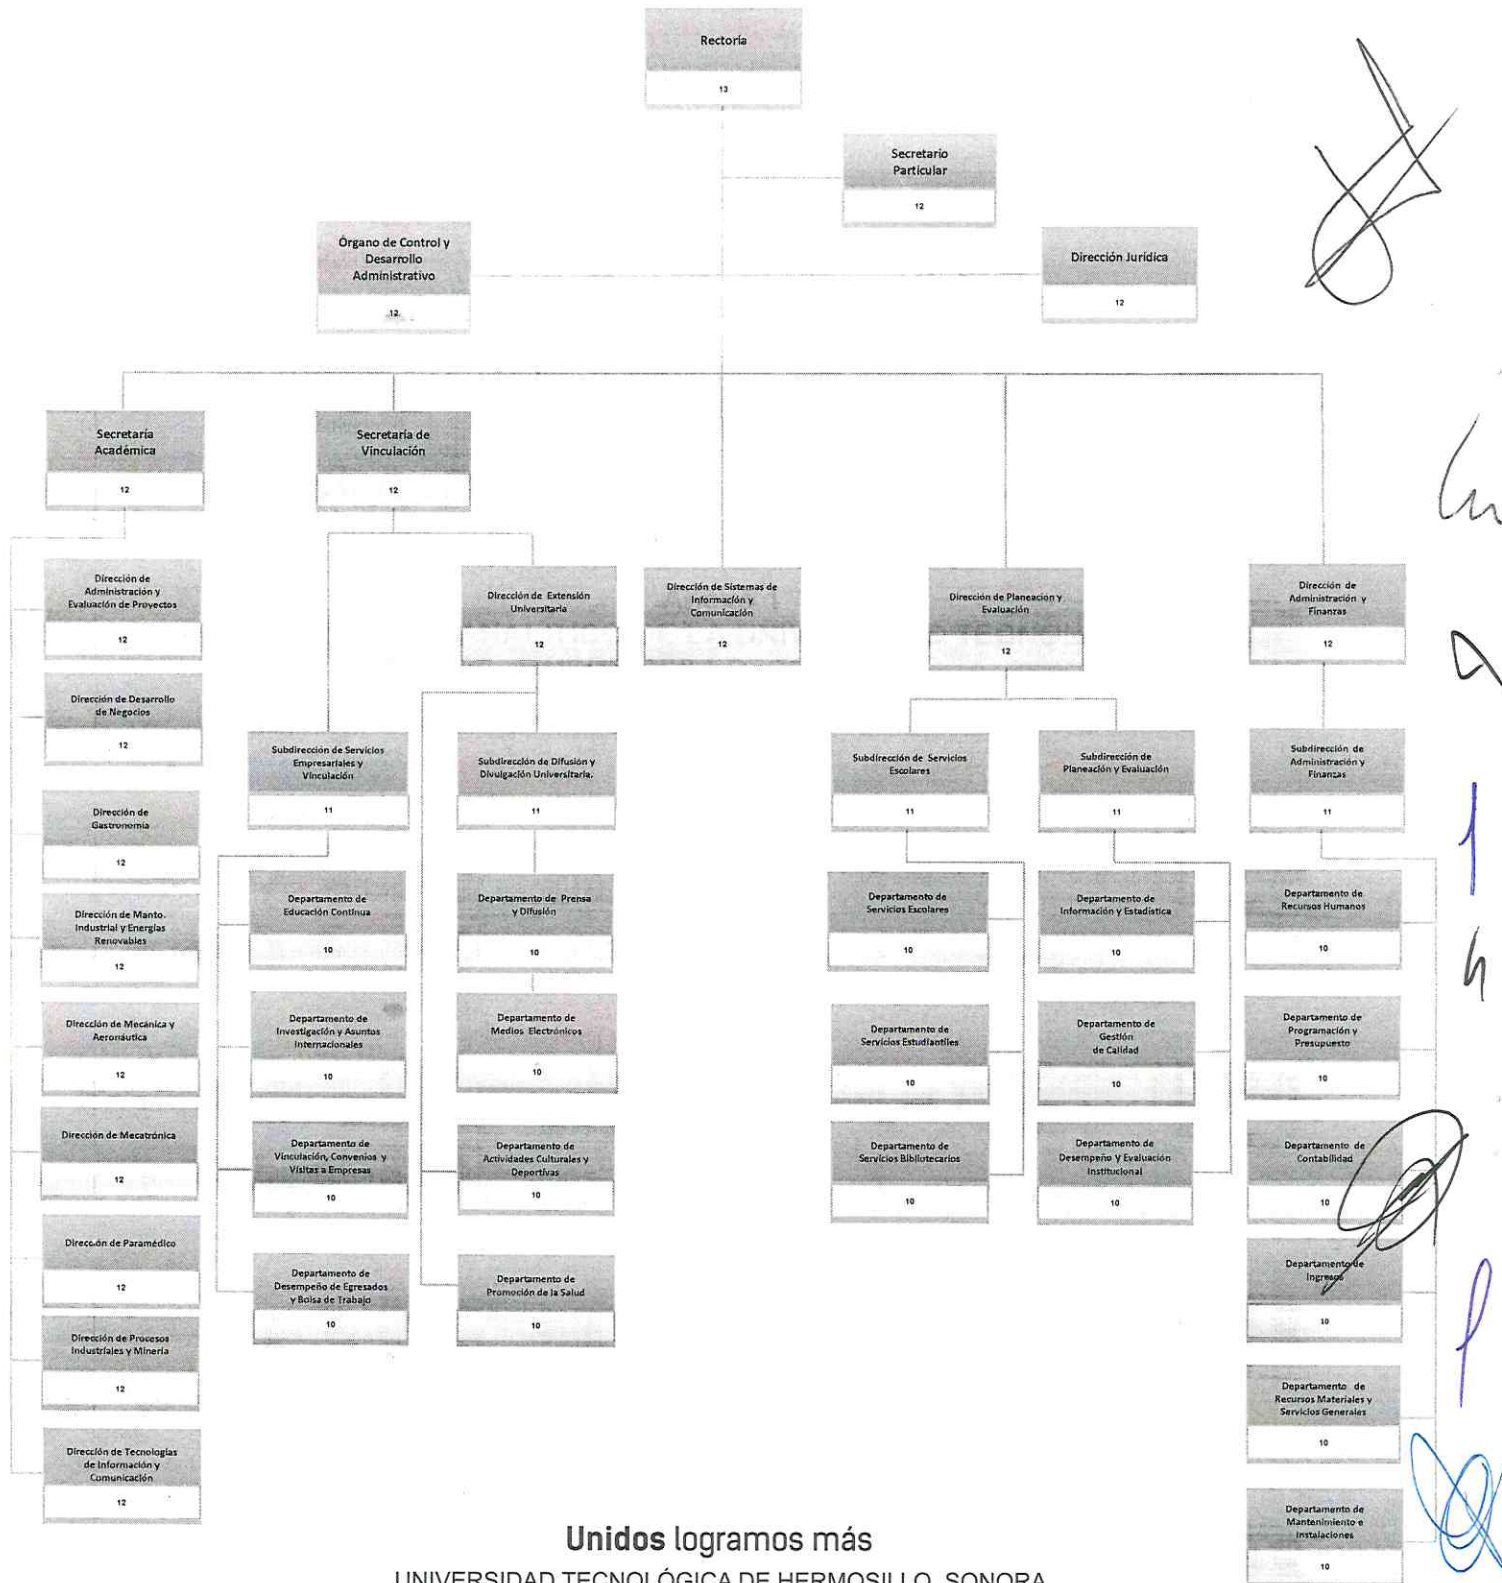 Rectoría
13
Secretario
Particular
12
Órgano de Control y
Desarrollo
Administrativo
12
Dirección Jurídica
12
Secretaría
Académica
12
Secretaría de
Vinculación
12
Dirección de
Administración y
Evaluación de Proyectos
12
Dirección de Desarrollo
de Negocios
12
Dirección de
Gastronomía
12
Dirección de Manto.
Industrial y Energías
Renovables
12
Dirección de Mecánica y
Aeronáutica
12
Dirección de Mecatrónica
12
Dirección de Paramédico
12
Dirección de Procesos
Industriales y Minería
12
Dirección de Tecnologías
de Información y
Comunicación
12
Subdirección de Servicios
Empresariales y
Vinculación
11
Departamento de
Educación Continua
10
Departamento de
Investigación y Asuntos
Internacionales
10
Departamento de
Vinculación, Convenios y
Visitas a Empresas
10
Departamento de
Desempeño de Egresados
y Bolsa de Trabajo
10
Dirección de Extensión
Universitaria
12
Subdirección de Difusión y
Divulgación Universitaria.
11
Departamento de Prensa
y Difusión
10
Departamento de
Medios Electrónicos
10
Departamento de
Actividades Culturales y
Deportivas
10
Departamento de
Promoción de la Salud
10
Dirección de Sistemas de
Información y
Comunicación
12
Dirección de Planeación y
Evaluación
12
Subdirección de Servicios
Escolares
11
Departamento de
Servicios Escolares
10
Departamento de
Servicios Estudiantiles
10
Departamento de
Servicios Bibliotecarios
10
Subdirección de
Planeación y Evaluación
11
Departamento de
Información y Estadística
10
Departamento de
Gestión
de Calidad
10
Departamento de
Desempeño y Evaluación
Institucional
10
Dirección de
Administración y
Finanzas
12
Subdirección de
Administración y
Finanzas
11
Departamento de
Recursos Humanos
10
Departamento de
Programación y
Presupuesto
10
Departamento de
Contabilidad
10
Departamento de
Ingresos
10
Departamento de
Recursos Materiales y
Servicios Generales
10
Departamento de
Mantenimiento e
Instalaciones
10
Unidos logramos más
UNIVERSIDAD TECNOLÓGICA DE HERMOSILLO, SONORA